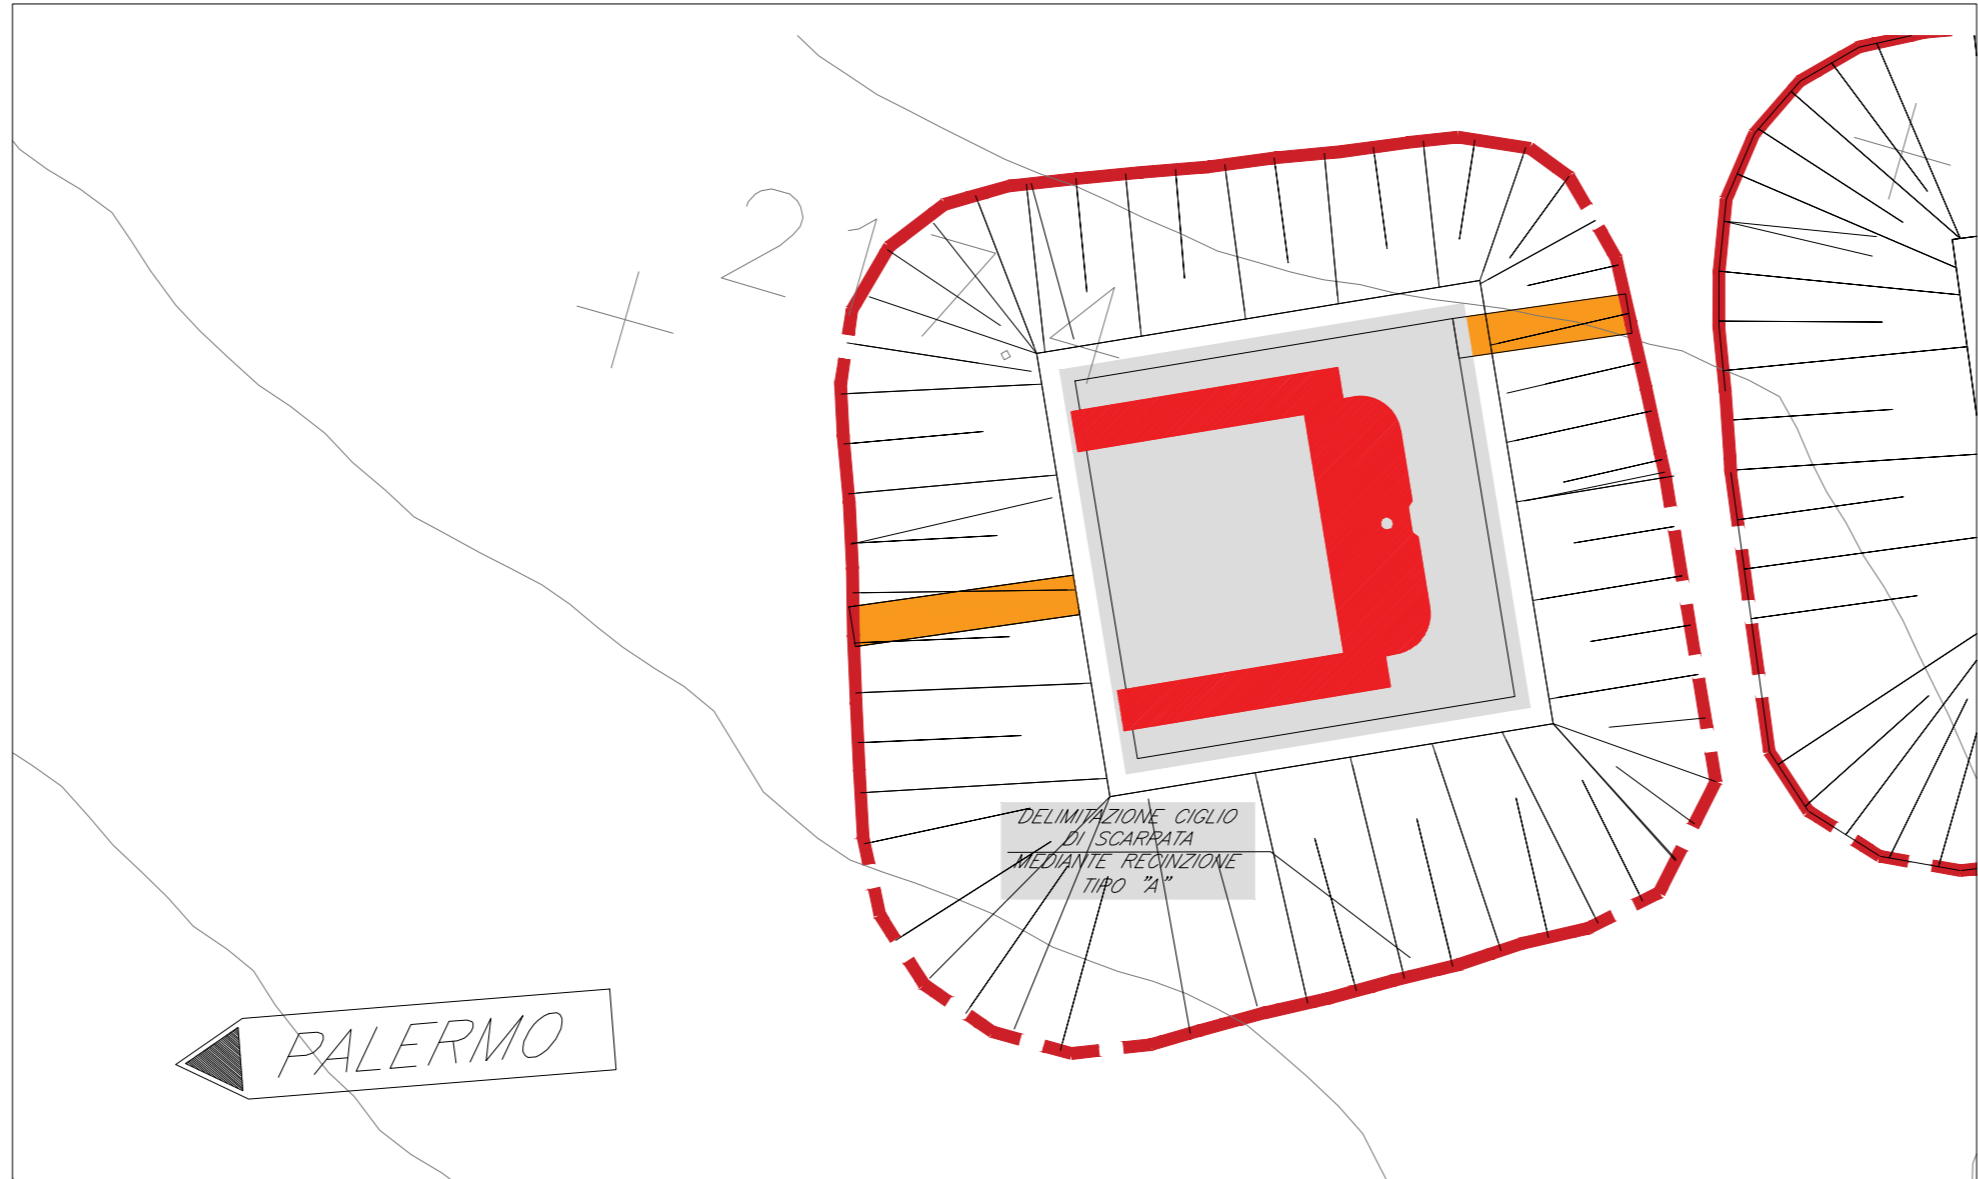 DELIMITAZIONE CIGLIO
DI SCARPATA
MEDIANTE RECINZIONE
TIPO "A"
PALERMO